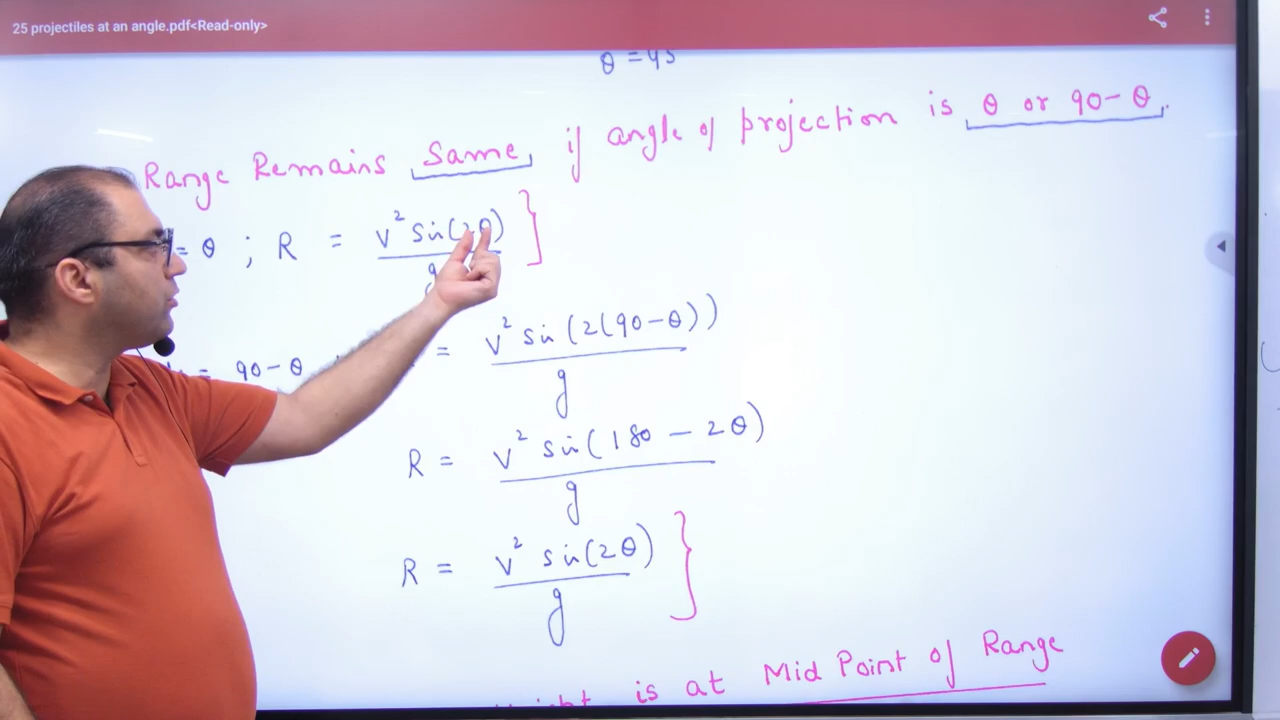 25 projectiles at an angle.pdf<Read-only>
θ = 45
Range Remains Same, if angle of projection is θ or 90-θ.
= θ ; R = v² sin(2θ) / g
= 90-θ = v² sin(2(90-θ)) / g
R = v² sin(180 - 2θ) / g
R = v² sin(2θ) / g
is at Mid Point of Range